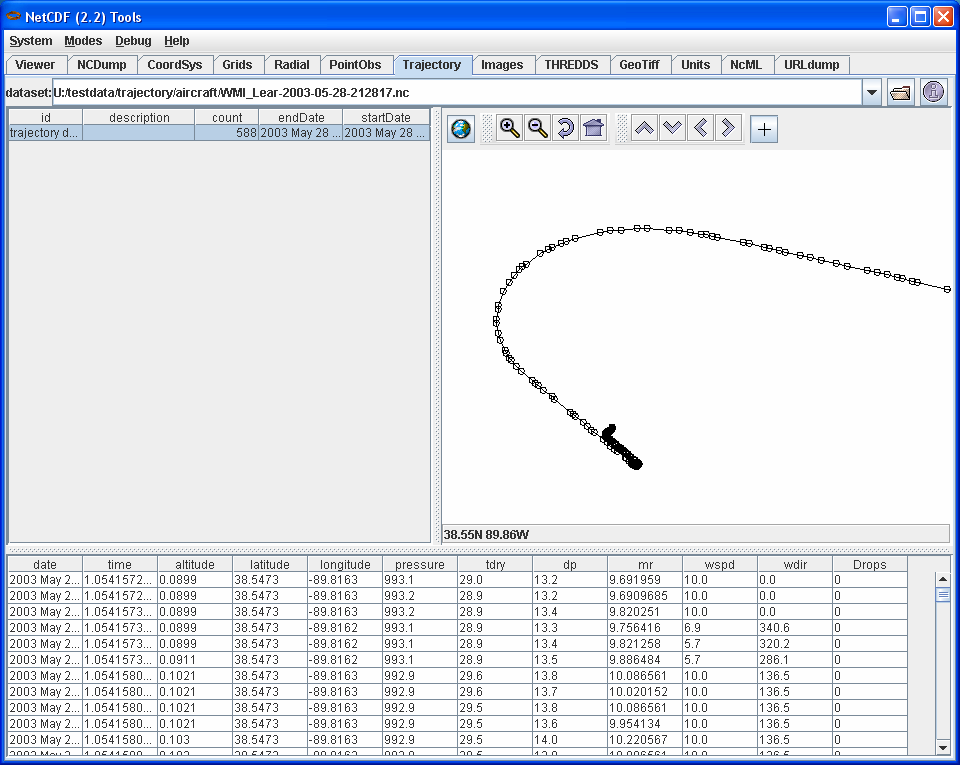 NetCDF (2.2) Tools
System Modes Debug Help
Viewer NCDump CoordSys Grids Radial PointObs Trajectory Images THREDDS GeoTiff Units NcML URLdump
dataset: U:/testdata/trajectory/aircraft/WMI_Lear-2003-05-28-212817.nc
id description count endDate startDate
trajectory d... 588 2003 May 28 ... 2003 May 28 ...
38.55N 89.86W
date time altitude latitude longitude pressure tdry dp mr wspd wdir Drops
2003 May 2... 1.0541572... 0.0899 38.5473 -89.8163 993.1 29.0 13.2 9.691959 10.0 0.0 0
2003 May 2... 1.0541572... 0.0899 38.5473 -89.8163 993.2 28.9 13.2 9.6909685 10.0 0.0 0
2003 May 2... 1.0541573... 0.0899 38.5473 -89.8163 993.2 28.9 13.4 9.820251 10.0 0.0 0
2003 May 2... 1.0541573... 0.0899 38.5473 -89.8162 993.1 28.9 13.3 9.756416 6.9 340.6 0
2003 May 2... 1.0541573... 0.0899 38.5473 -89.8162 993.1 28.9 13.4 9.821258 5.7 320.2 0
2003 May 2... 1.0541573... 0.0911 38.5473 -89.8162 993.1 28.9 13.5 9.886484 5.7 286.1 0
2003 May 2... 1.0541580... 0.1021 38.5473 -89.8163 992.9 29.6 13.8 10.086561 10.0 136.5 0
2003 May 2... 1.0541580... 0.1021 38.5473 -89.8163 992.9 29.6 13.7 10.020152 10.0 136.5 0
2003 May 2... 1.0541580... 0.1021 38.5473 -89.8163 992.9 29.5 13.8 10.086561 10.0 136.5 0
2003 May 2... 1.0541580... 0.1021 38.5473 -89.8163 992.9 29.5 13.6 9.954134 10.0 136.5 0
2003 May 2... 1.0541580... 0.103 38.5473 -89.8163 992.9 29.5 14.0 10.220567 10.0 136.5 0